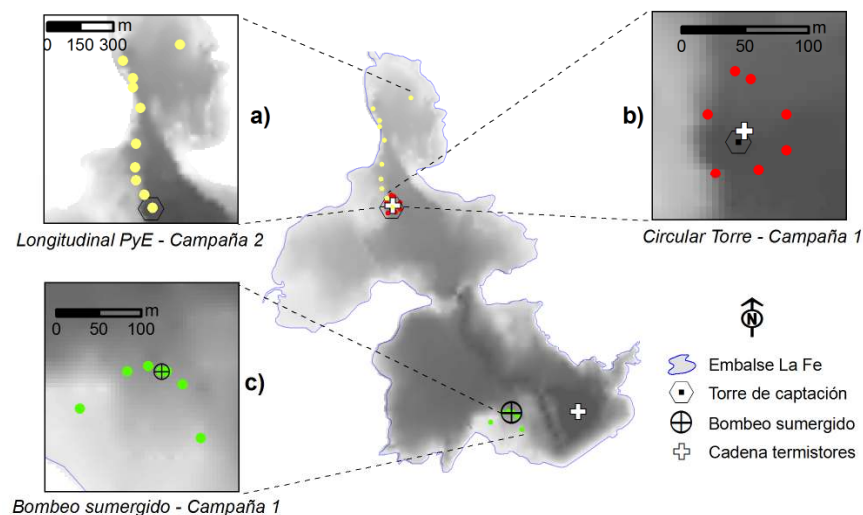 m
0 150 300
a)
Longitudinal PyE - Campaña 2
m
0 50 100
b)
Circular Torre - Campaña 1
m
0 50 100
c)
Bombeo sumergido - Campaña 1
N
Embalse La Fe
Torre de captación
Bombeo sumergido
Cadena termistores